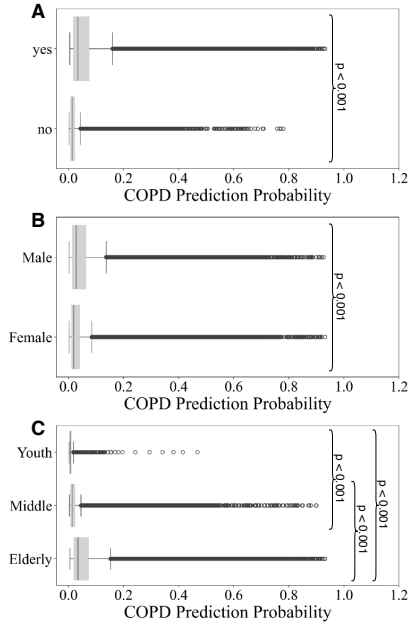 A
yes
no
p < 0.001
0.0 0.2 0.4 0.6 0.8 1.0 1.2
COPD Prediction Probability
B
Male
Female
p < 0.001
0.0 0.2 0.4 0.6 0.8 1.0 1.2
COPD Prediction Probability
C
Youth
Middle
Elderly
p < 0.001
p < 0.001
p < 0.001
0.0 0.2 0.4 0.6 0.8 1.0 1.2
COPD Prediction Probability